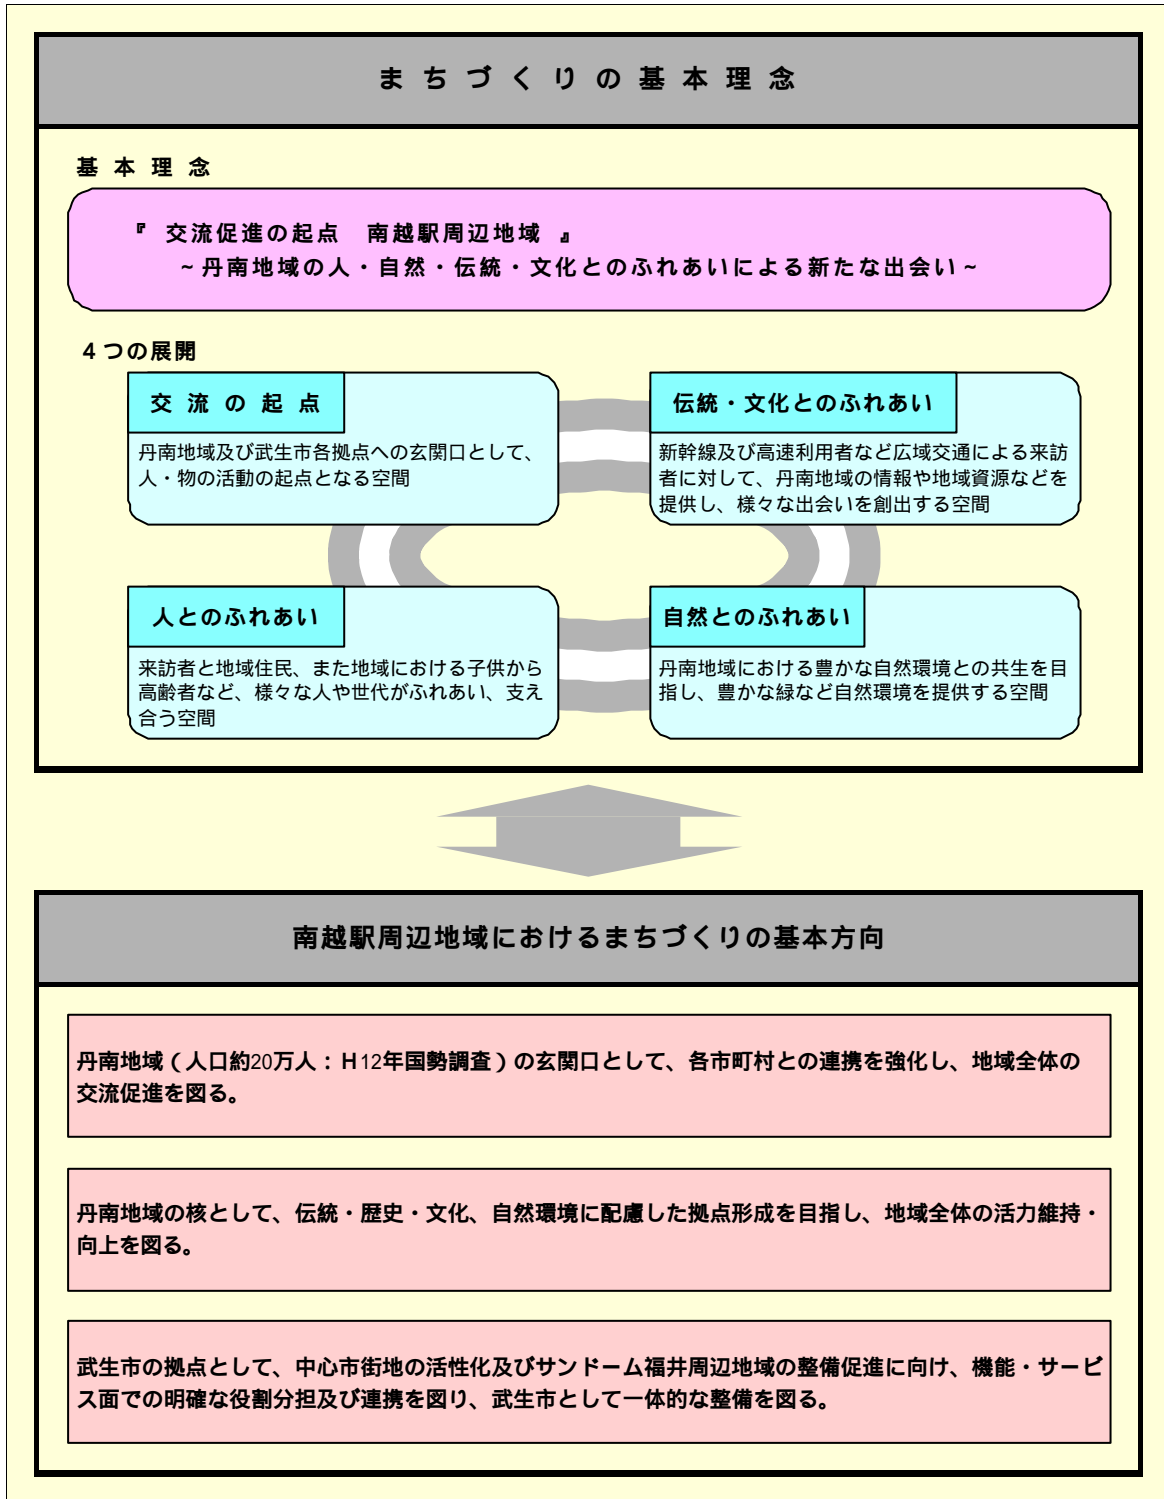 まちづくりの基本理念
基本理念
『 交流促進の起点　南越駅周辺地域 』
~丹南地域の人・自然・伝統・文化とのふれあいによる新たな出会い~
４つの展開
交流の起点
丹南地域及び武生市各拠点への玄関口として、
人・物の活動の起点となる空間
伝統・文化とのふれあい
新幹線及び高速利用者など広域交通による来訪
者に対して、丹南地域の情報や地域資源などを
提供し、様々な出会いを創出する空間
人とのふれあい
来訪者と地域住民、また地域における子供から
高齢者など、様々な人や世代がふれあい、支え
合う空間
自然とのふれあい
丹南地域における豊かな自然環境との共生を目
指し、豊かな緑など自然環境を提供する空間
南越駅周辺地域におけるまちづくりの基本方向
丹南地域（人口約20万人：Ｈ12年国勢調査）の玄関口として、各市町村との連携を強化し、地域全体の
交流促進を図る。
丹南地域の核として、伝統・歴史・文化、自然環境に配慮した拠点形成を目指し、地域全体の活力維持・
向上を図る。
武生市の拠点として、中心市街地の活性化及びサンドーム福井周辺地域の整備促進に向け、機能・サービ
ス面での明確な役割分担及び連携を図り、武生市として一体的な整備を図る。